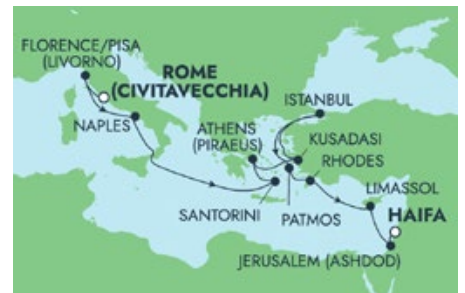 FLORENCE/PISA
(LIVORNO)
ROME
(CIVITAVECCHIA)
NAPLES
ISTANBUL
ATHENS
(PIRAEUS)
KUSADASI
RHODES
LIMASSOL
SANTORINI
PATMOS
HAIFA
JERUSALEM (ASHDOD)